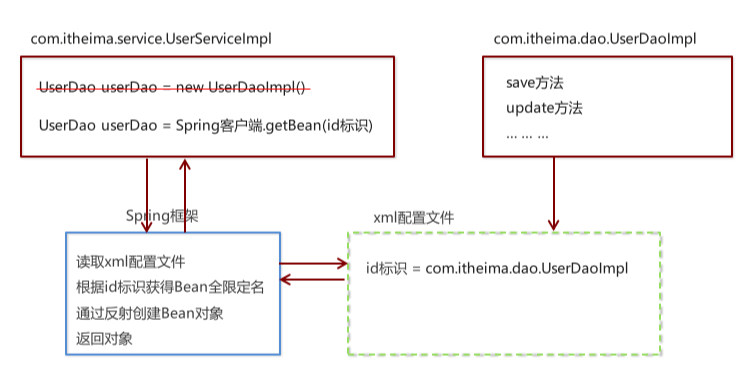 com.itheima.service.UserServiceImpl
com.itheima.dao.UserDaoImpl
UserDao userDao = new UserDaoImpl()
UserDao userDao = Spring客户端.getBean(id标识)
save方法
update方法
... ... ...
Spring框架
xml配置文件
读取xml配置文件
根据id标识获得Bean全限定名
通过反射创建Bean对象
返回对象
id标识 = com.itheima.dao.UserDaoImpl